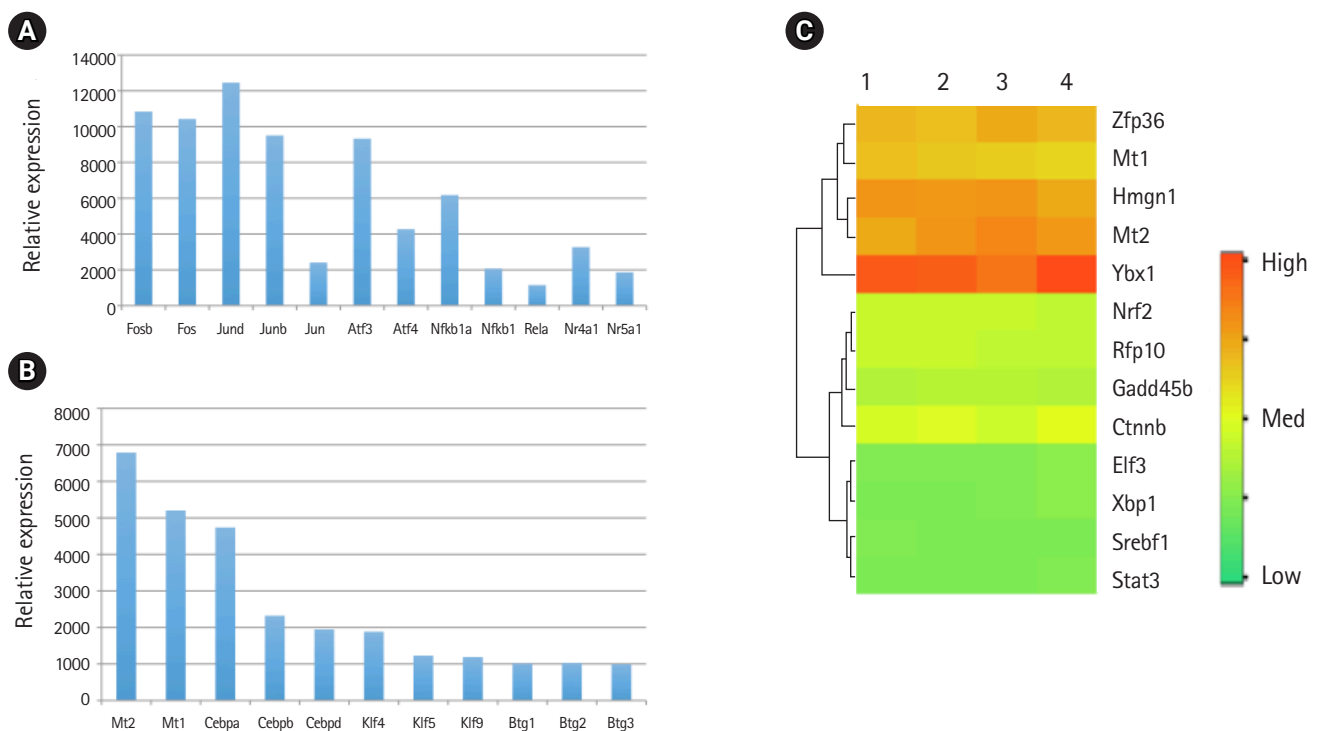 A
Relative expression
14000
12000
10000
8000
6000
4000
2000
0
Fosb Fos Jund Junb Jun Atf3 Atf4 Nfkb1a Nfkb1 Rela Nr4a1 Nr5a1
B
Relative expression
8000
7000
6000
5000
4000
3000
2000
1000
0
Mt2 Mt1 Cebpa Cebpb Cebpd Klf4 Klf5 Klf9 Btg1 Btg2 Btg3
C
1 2 3 4
Zfp36
Mt1
Hmgn1
Mt2
Ybx1
Nrf2
Rfp10
Gadd45b
Ctnnb
Elf3
Xbp1
Srebf1
Stat3
High
Med
Low